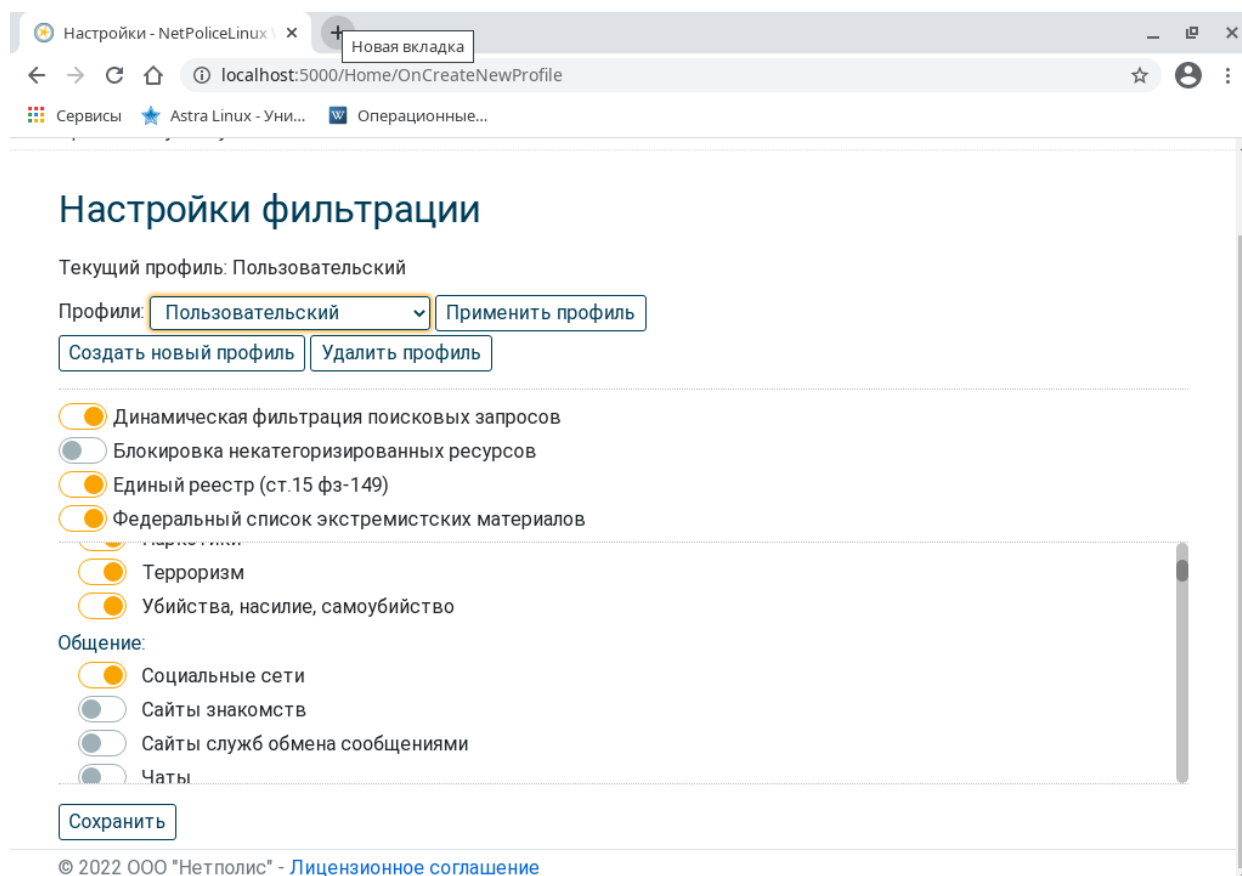 Настройки - NetPoliceLinux
Новая вкладка
localhost:5000/Home/OnCreateNewProfile
Сервисы Astra Linux - Уни... W Операционные...
Настройки фильтрации
Текущий профиль: Пользовательский
Профили: Пользовательский Применить профиль
Создать новый профиль Удалить профиль
Динамическая фильтрация поисковых запросов
Блокировка некатегоризированных ресурсов
Единый реестр (ст.15 фз-149)
Федеральный список экстремистских материалов
Наркотики
Терроризм
Убийства, насилие, самоубийство
Общение:
Социальные сети
Сайты знакомств
Сайты служб обмена сообщениями
Чаты
Сохранить
© 2022 ООО "Нетполис" - Лицензионное соглашение